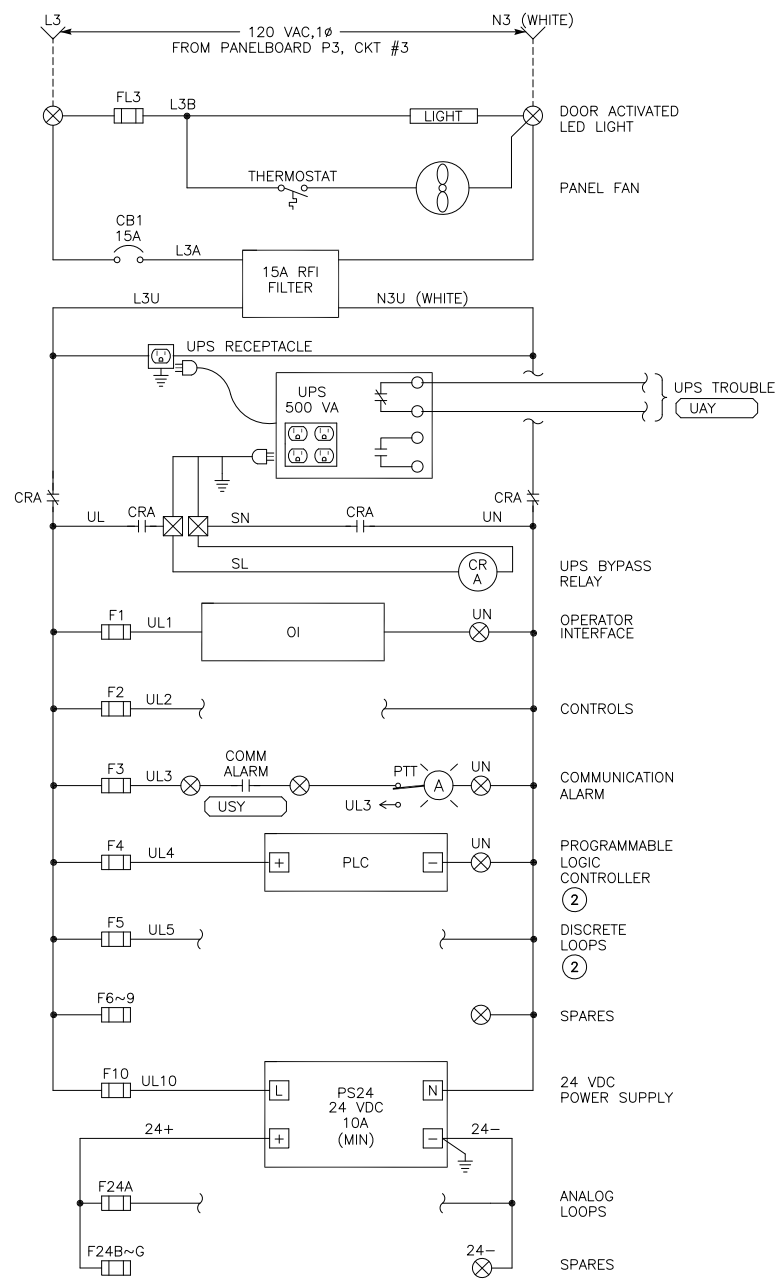 L3
N3 (WHITE)
120 VAC,1ø
FROM PANELBOARD P3, CKT #3
FL3
L3B
LIGHT
DOOR ACTIVATED
LED LIGHT
THERMOSTAT
PANEL FAN
CB1
15A
L3A
15A RFI
FILTER
L3U
N3U (WHITE)
UPS RECEPTACLE
UPS
500 VA
UPS TROUBLE
UAY
CRA
CRA
UL
CRA
SN
CRA
UN
SL
CR
A
UPS BYPASS
RELAY
F1
UL1
OI
UN
OPERATOR
INTERFACE
F2
UL2
CONTROLS
F3
UL3
COMM
ALARM
USY
PTT
UL3
A
UN
COMMUNICATION
ALARM
F4
UL4
+
PLC
−
UN
PROGRAMMABLE
LOGIC
CONTROLLER
2
F5
UL5
DISCRETE
LOOPS
2
F6~9
SPARES
F10
UL10
L
PS24
24 VDC
10A
(MIN)
N
24 VDC
POWER SUPPLY
24+
+
−
24−
F24A
ANALOG
LOOPS
F24B~G
24−
SPARES